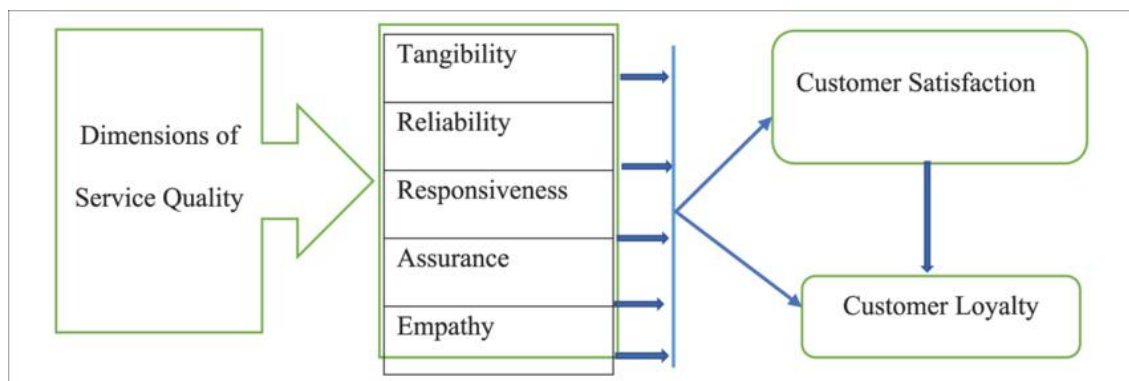 Dimensions of
Service Quality
Tangibility
Reliability
Responsiveness
Assurance
Empathy
Customer Satisfaction
Customer Loyalty